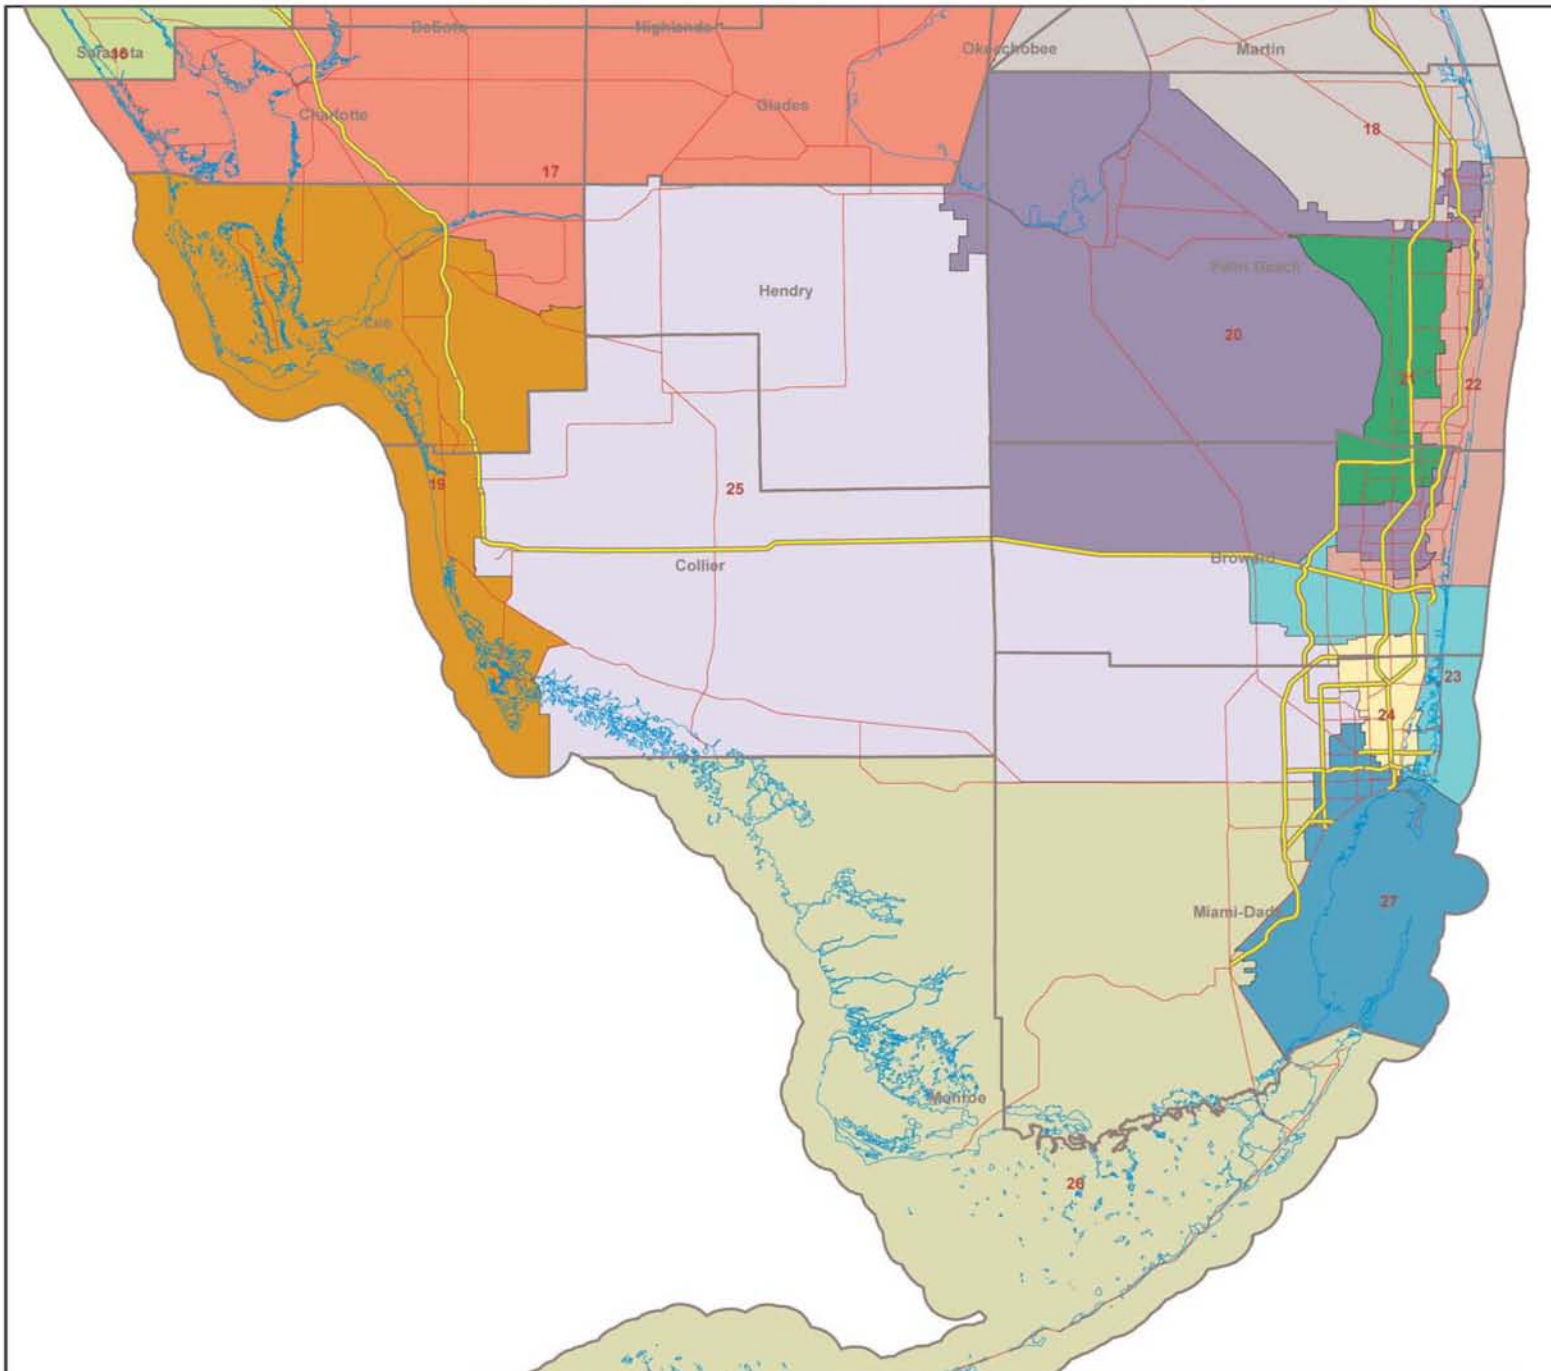 DeSoto
Highlands
Okeechobee
Martin
Sarasota
16
Glades
Charlotte
18
17
Palm Beach
Hendry
Lee
20
21
22
19
25
Broward
Collier
23
24
27
Miami-Dade
Monroe
26